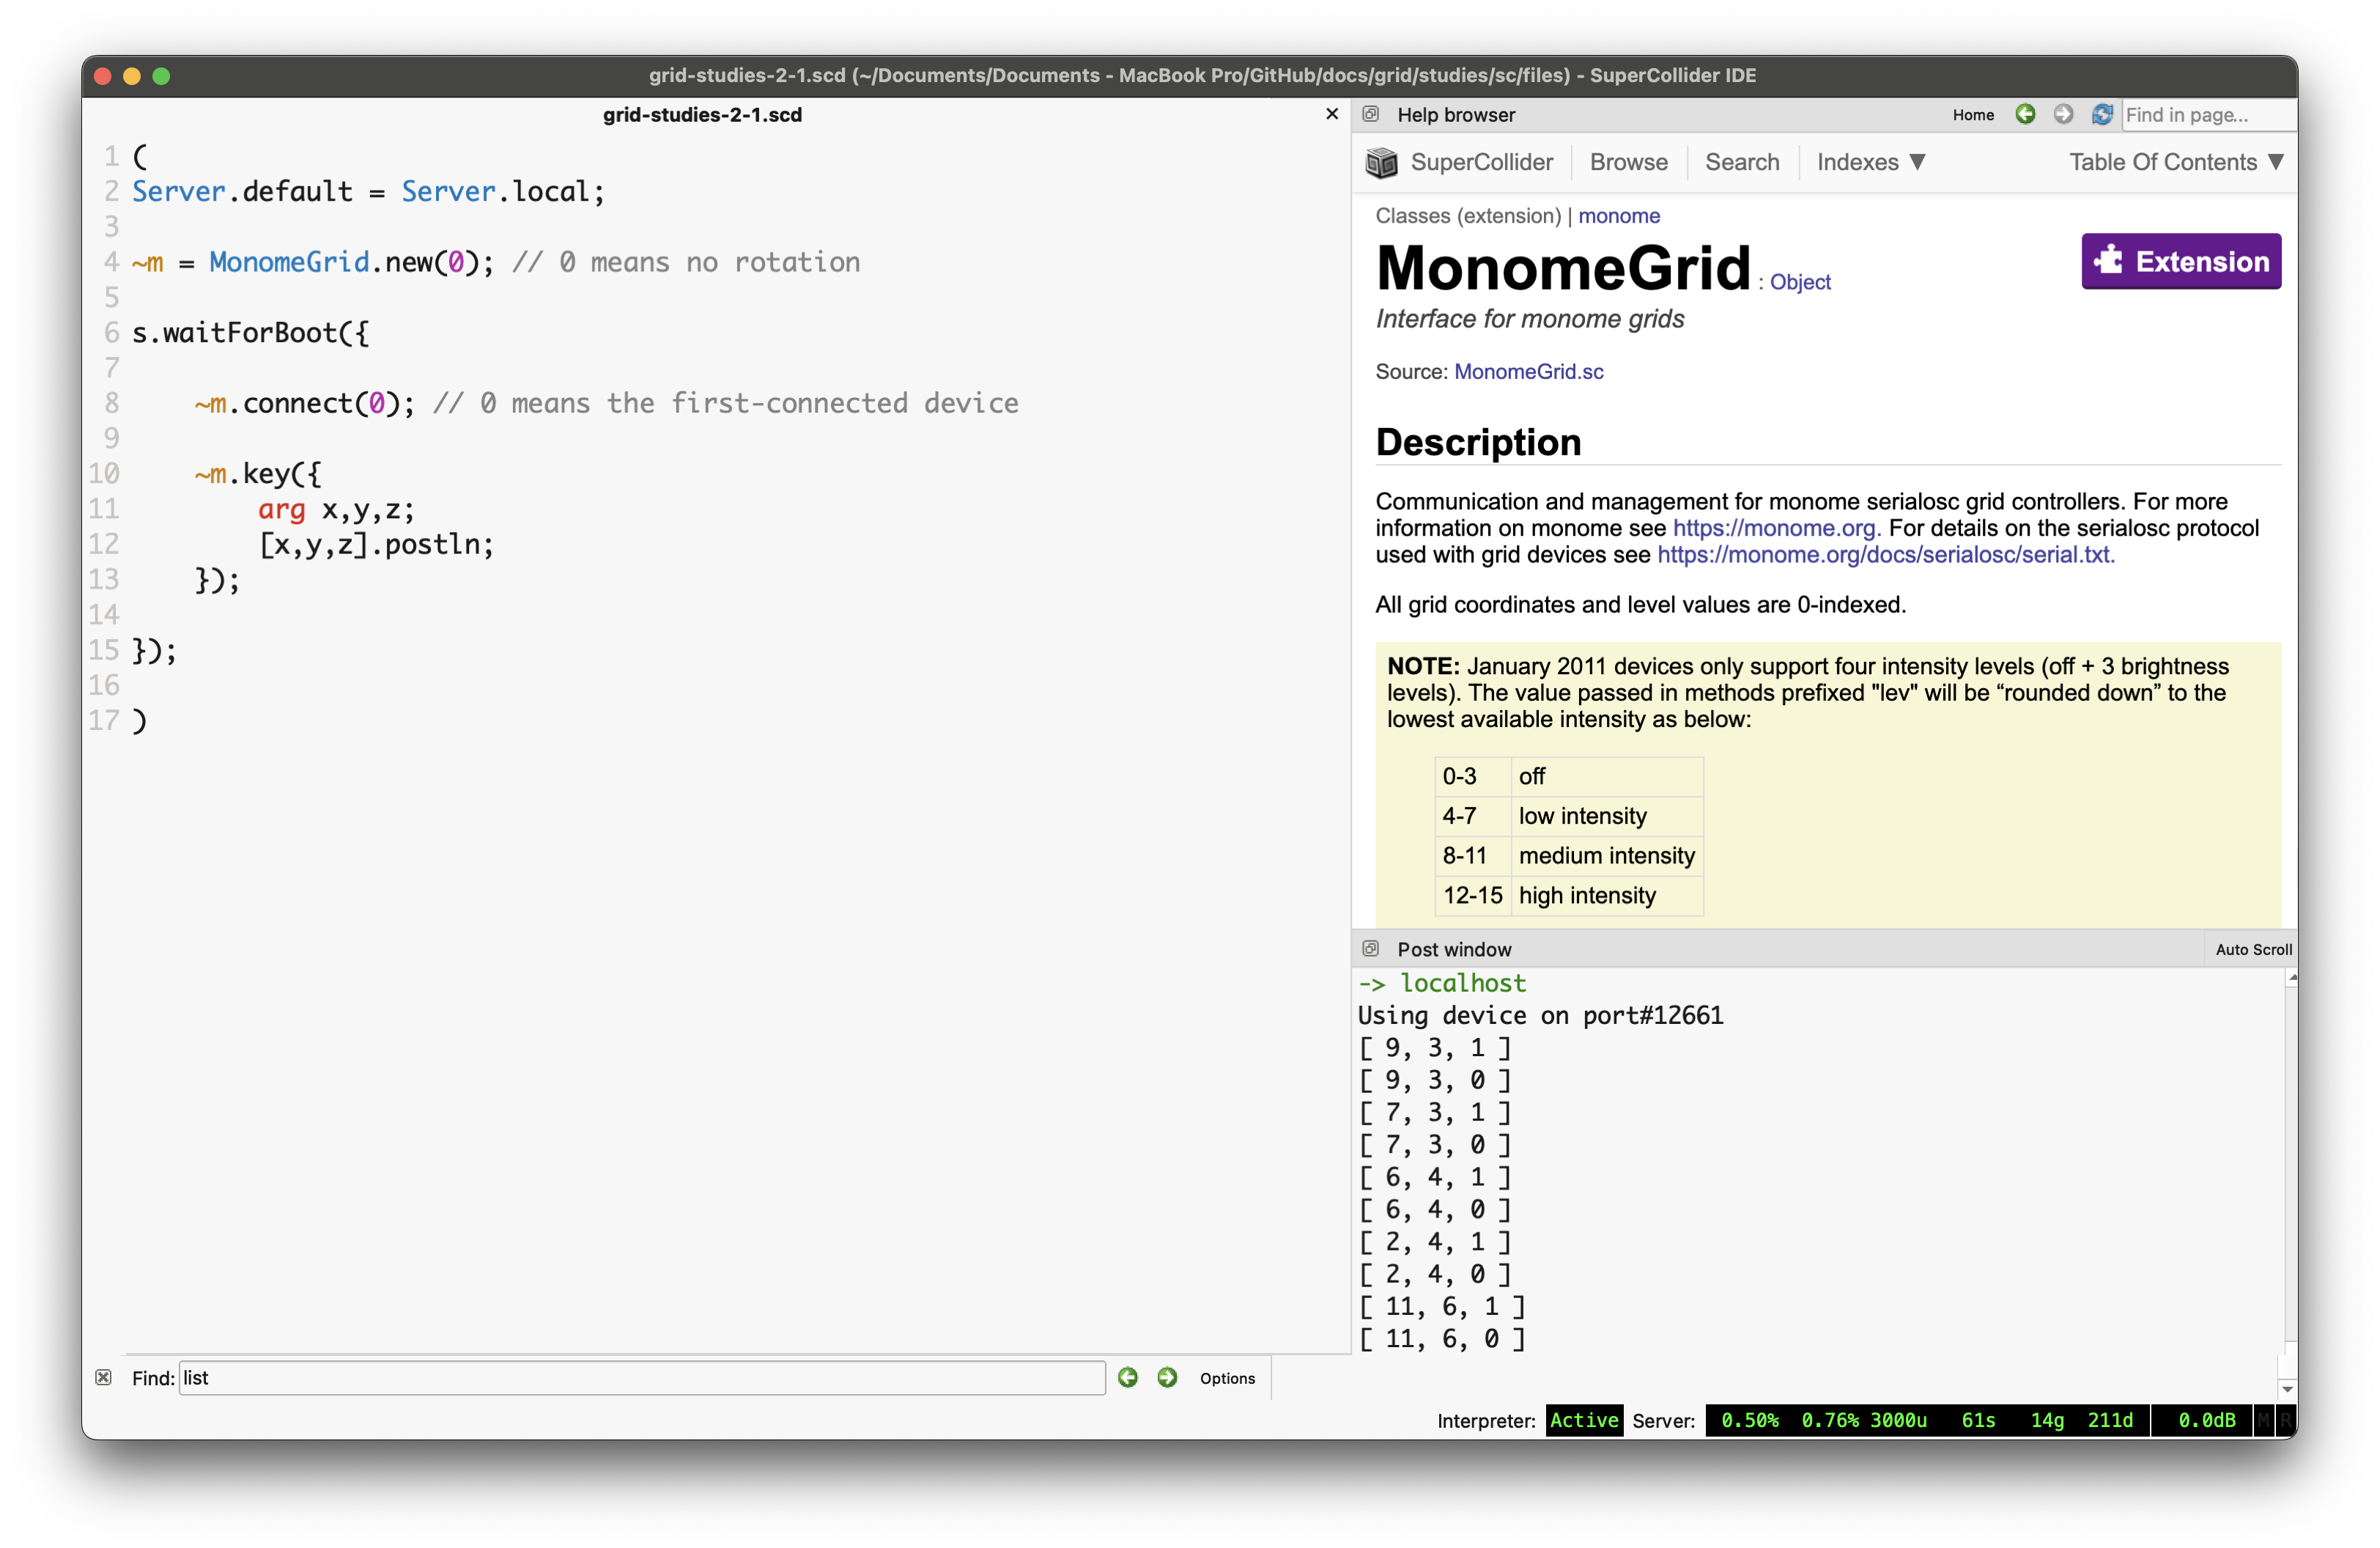 grid-studies-2-1.scd (~/Documents/Documents - MacBook Pro/GitHub/docs/grid/studies/sc/files) - SuperCollider IDE
grid-studies-2-1.scd
1 (
2 Server.default = Server.local;
3
4 ~m = MonomeGrid.new(0); // 0 means no rotation
5
6 s.waitForBoot({
7
8 ~m.connect(0); // 0 means the first-connected device
9
10 ~m.key({
11 arg x,y,z;
12 [x,y,z].postln;
13 });
14
15 });
16
17 )
Find: list
Options
Help browser
Home
Find in page...
SuperCollider Browse Search Indexes ▼ Table Of Contents ▼
Classes (extension) | monome
MonomeGrid : Object
Extension
Interface for monome grids
Source: MonomeGrid.sc
Description
Communication and management for monome serialosc grid controllers. For more
information on monome see https://monome.org. For details on the serialosc protocol
used with grid devices see https://monome.org/docs/serialosc/serial.txt.
All grid coordinates and level values are 0-indexed.
NOTE: January 2011 devices only support four intensity levels (off + 3 brightness
levels). The value passed in methods prefixed "lev" will be “rounded down” to the
lowest available intensity as below:
0-3 off
4-7 low intensity
8-11 medium intensity
12-15 high intensity
Post window
Auto Scroll
-> localhost
Using device on port#12661
[ 9, 3, 1 ]
[ 9, 3, 0 ]
[ 7, 3, 1 ]
[ 7, 3, 0 ]
[ 6, 4, 1 ]
[ 6, 4, 0 ]
[ 2, 4, 1 ]
[ 2, 4, 0 ]
[ 11, 6, 1 ]
[ 11, 6, 0 ]
Interpreter: Active Server: 0.50% 0.76% 3000u 61s 14g 211d 0.0dB M R